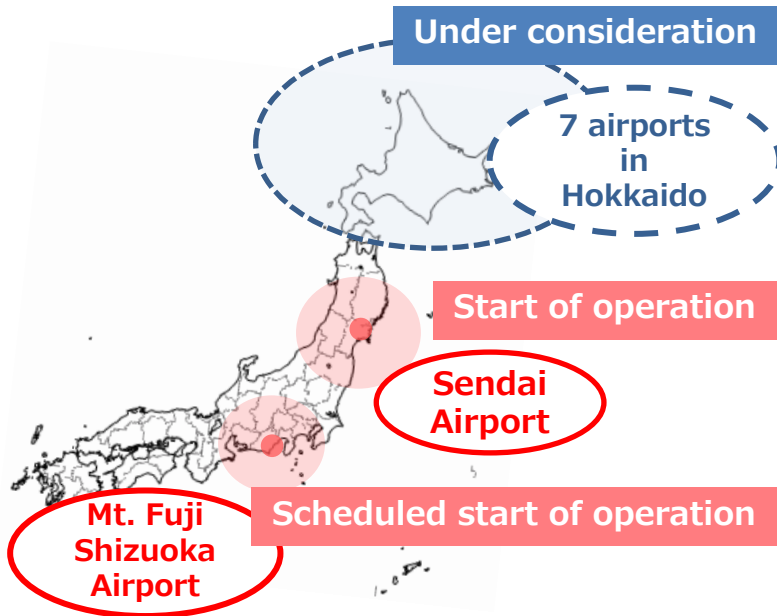 Under consideration
7 airports
in
Hokkaido
Start of operation
Sendai
Airport
Scheduled start of operation
Mt. Fuji
Shizuoka
Airport